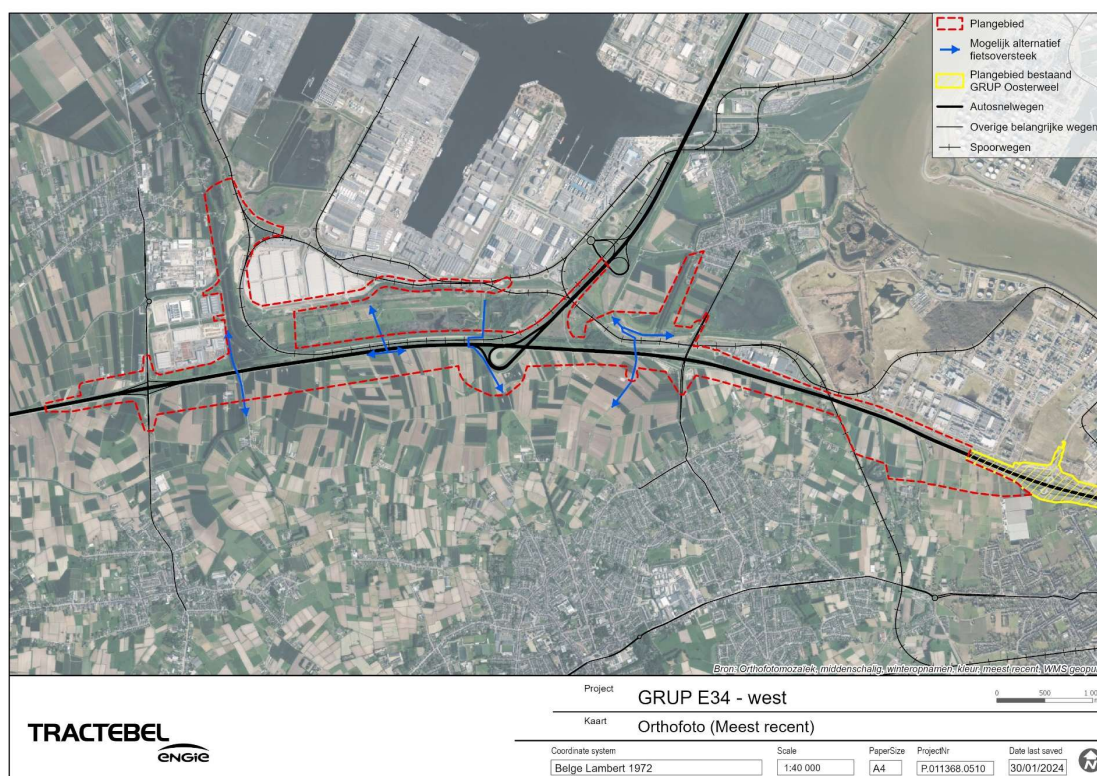 Plangebied
Mogelijk alternatief
fietsoversteek
Plangebied bestaand
GRUP Oosterweel
Autosnelwegen
Overige belangrijke wegen
Spoorwegen
Bron: Orthofotomozaïek, middenschalig, winteropnamen, kleur, meest recent, WMS geopu
Project
GRUP E34 - west
0 500 1 00
Kaart
Orthofoto (Meest recent)
TRACTEBEL
ENGIE
Coordinate system
Scale
PaperSize
ProjectNr
Date last saved
Belge Lambert 1972
1:40 000
A4
P.011368.0510
30/01/2024
N